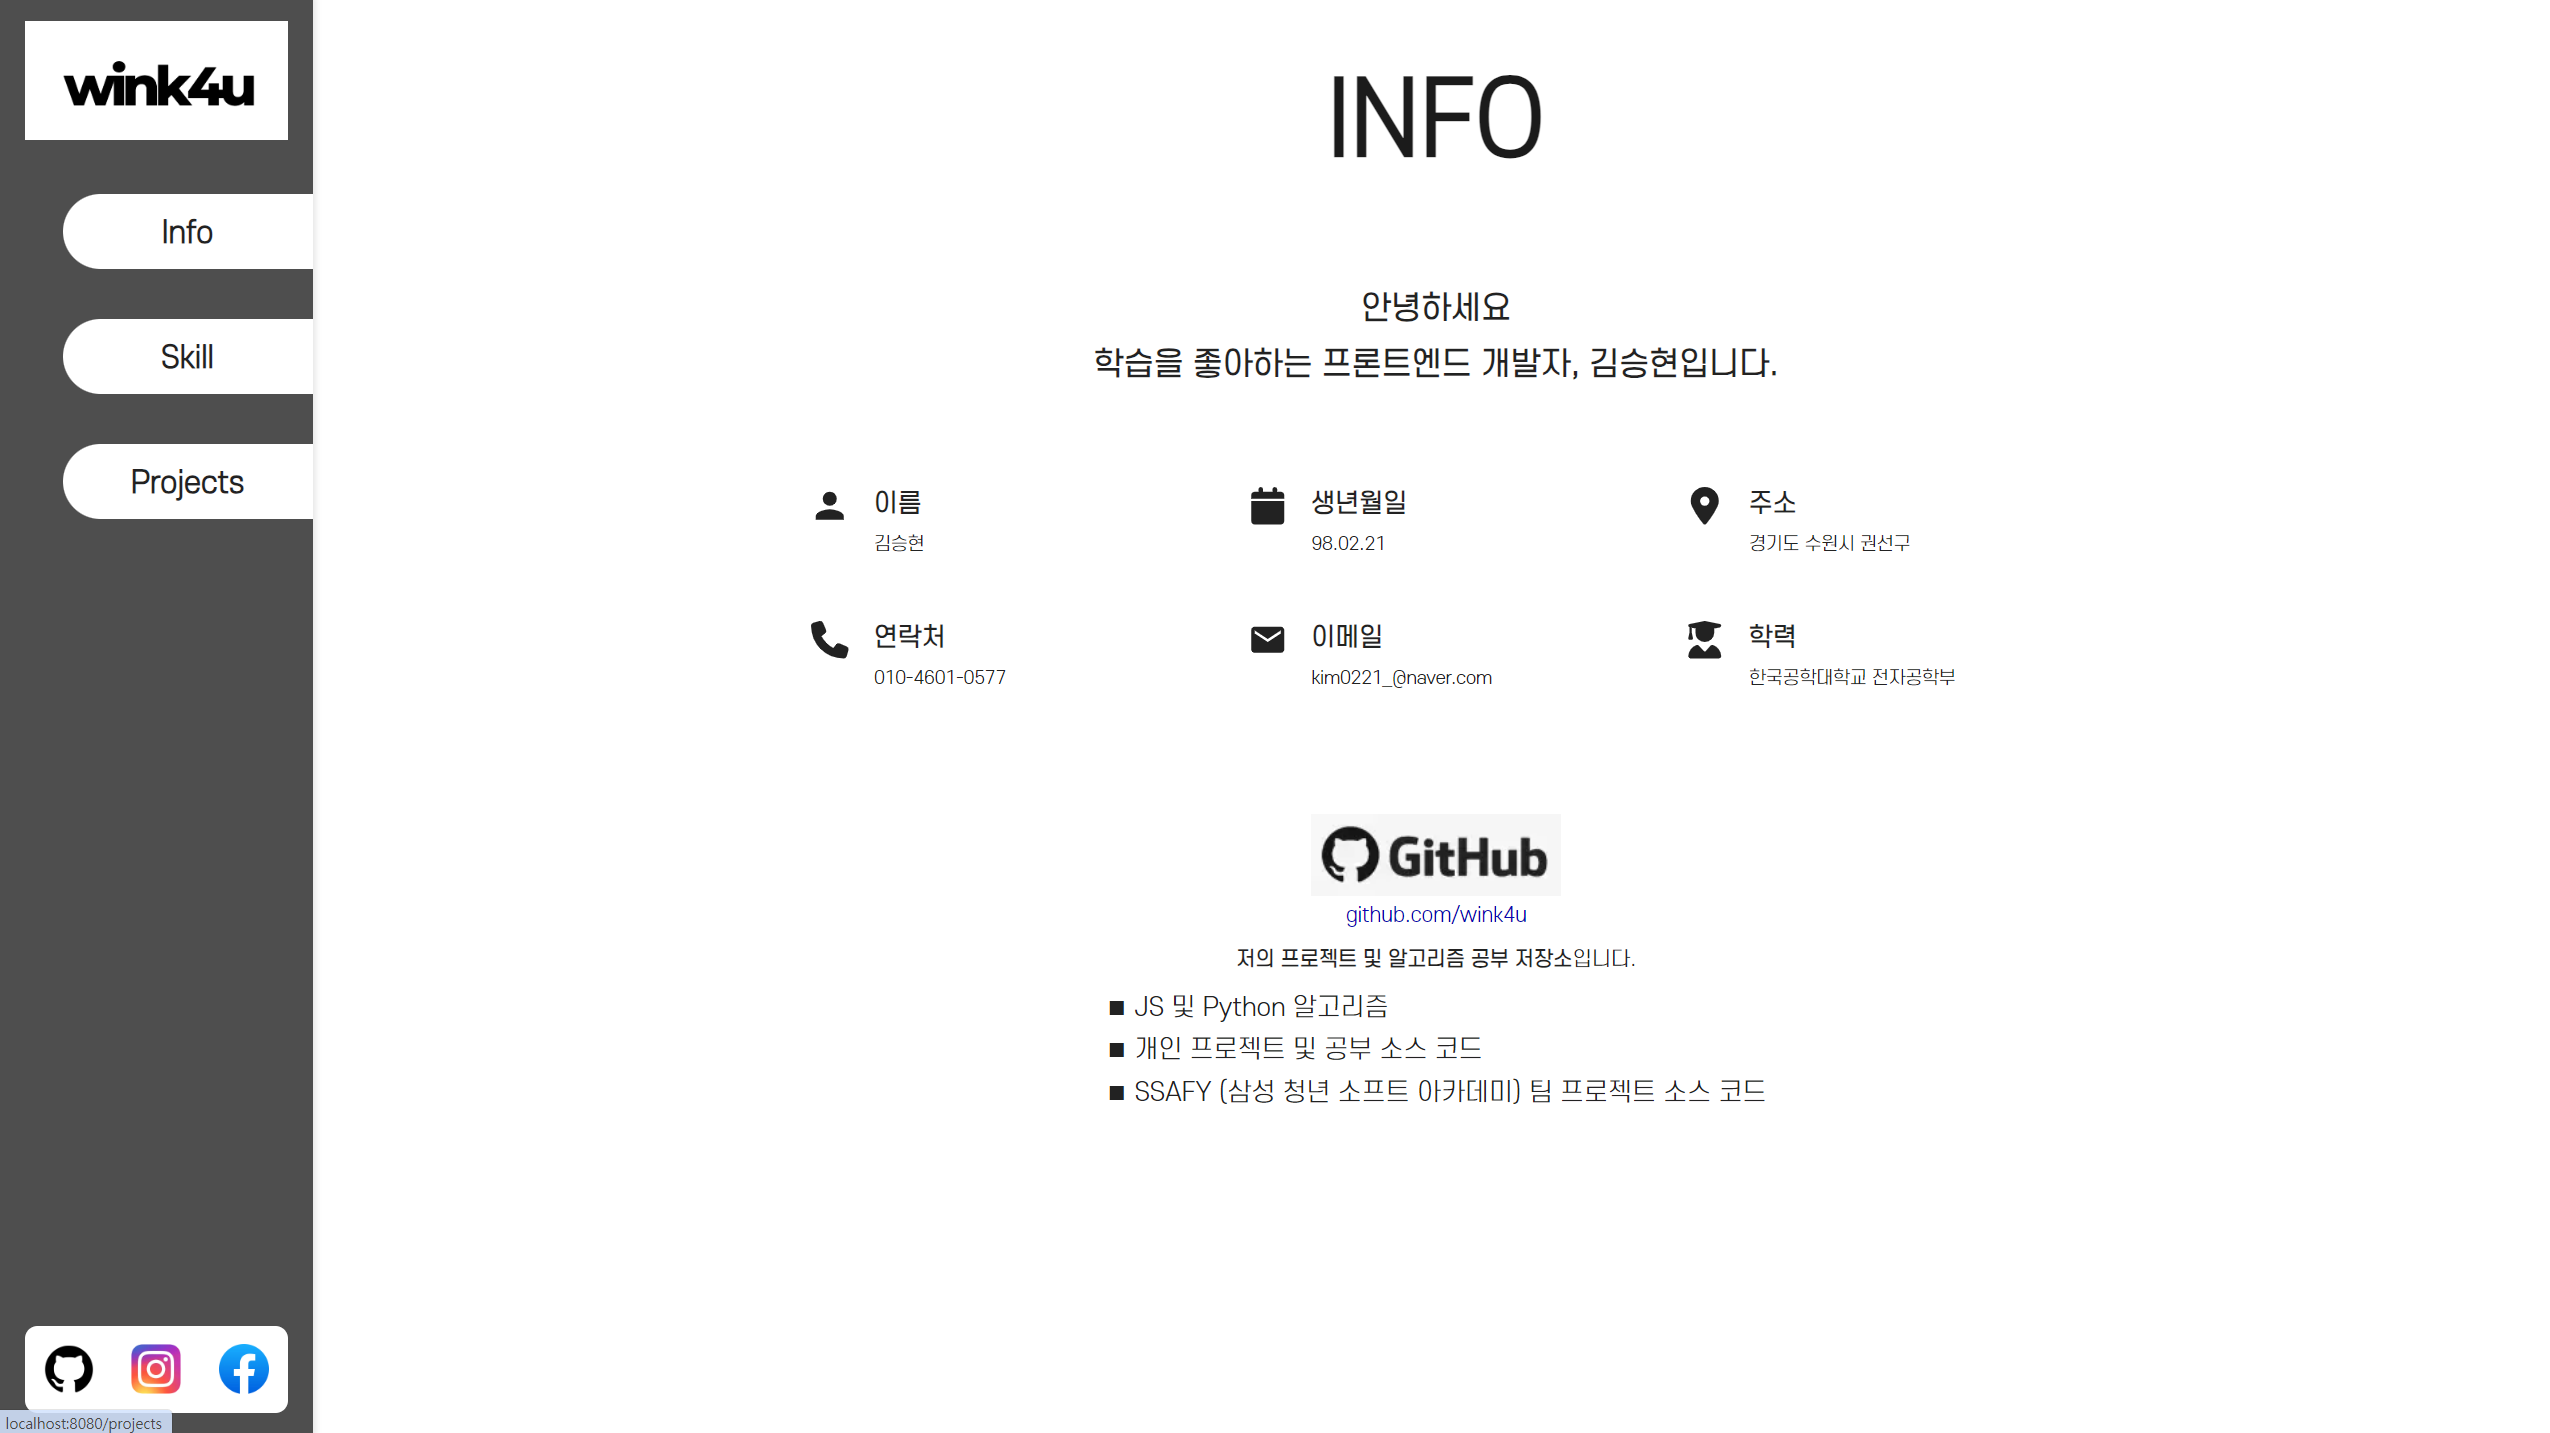 wink4u
Info
Skill
Projects
INFO
안녕하세요
학습을 좋아하는 프론트엔드 개발자, 김승현입니다.
이름
김승현
생년월일
98.02.21
주소
경기도 수원시 권선구
연락처
010-4601-0577
이메일
kim0221_@naver.com
학력
한국공학대학교 전자공학부
GitHub
github.com/wink4u
저의 프로젝트 및 알고리즘 공부 저장소입니다.
■ JS 및 Python 알고리즘
■ 개인 프로젝트 및 공부 소스 코드
■ SSAFY (삼성 청년 소프트 아카데미) 팀 프로젝트 소스 코드
localhost:8080/projects